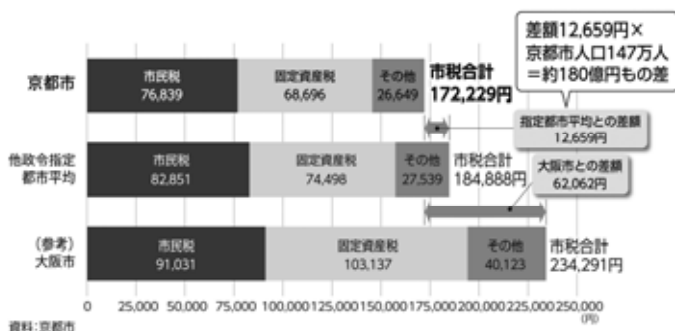 差額12,659円×
京都市人口147万人
=約180億円もの差
京都市
市民税
76,839
固定資産税
68,696
その他
26,649
市税合計
172,229円
指定都市平均との差額
12,659円
他政令指定
都市平均
市民税
82,851
固定資産税
74,498
その他
27,539
市税合計
184,888円
大阪市との差額
62,062円
(参考)
大阪市
市民税
91,031
固定資産税
103,137
その他
40,123
市税合計
234,291円
0 25,000 50,000 75,000 100,000 125,000 150,000 175,000 200,000 225,000 250,000
(円)
資料:京都市